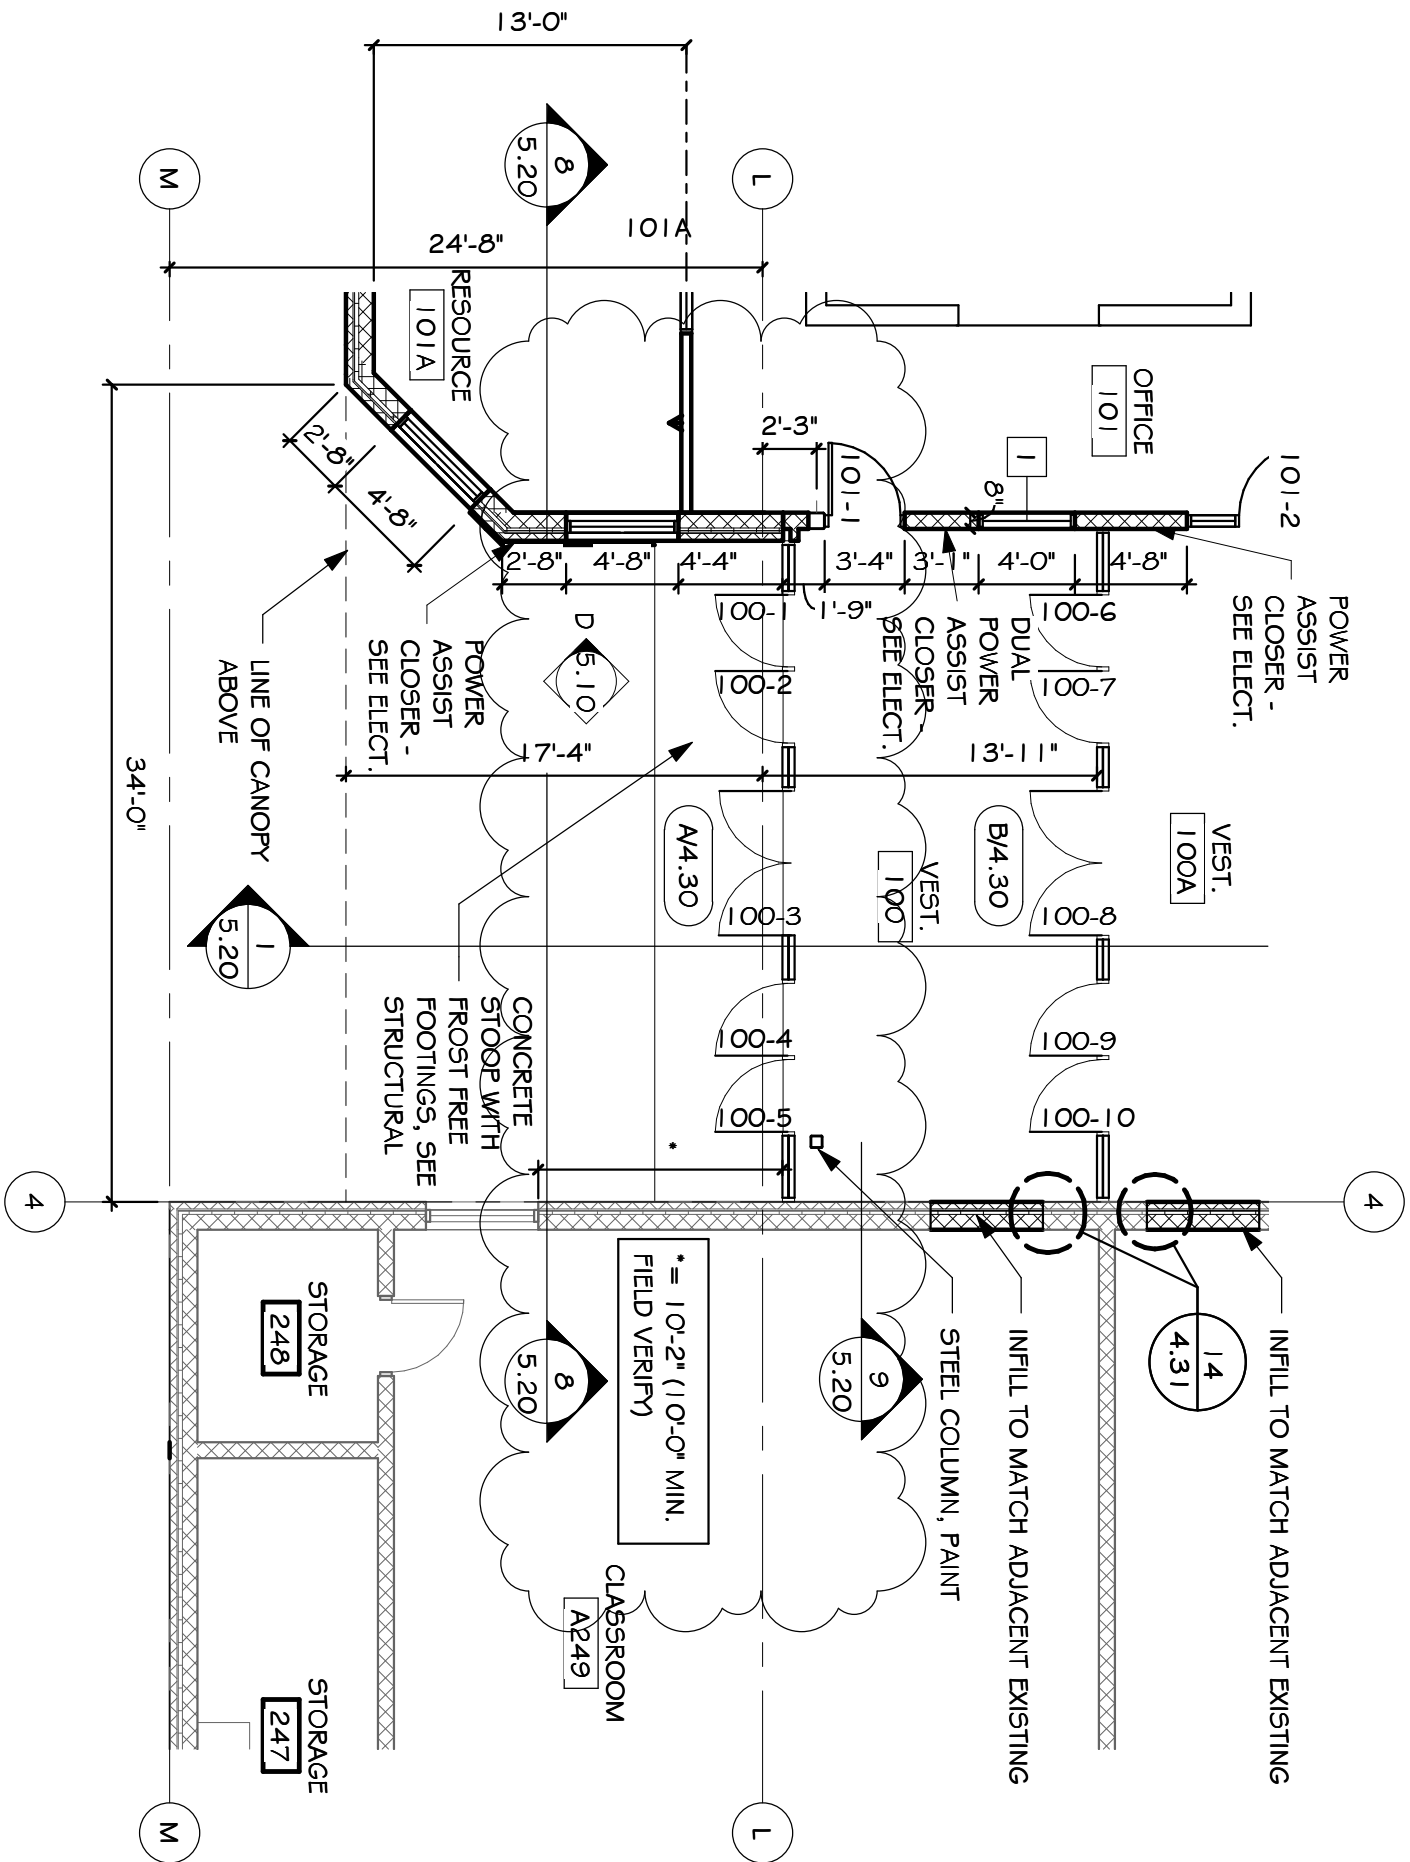 13'-0"
M
8
5.20
L
24'-8"
101A
RESOURCE
101A
OFFICE
101
101-2
101-1
1
8"
2'-3"
2'-8"
4'-8"
2'-8"
4'-8"
4'-4"
1'-9"
3'-4"
3'-1"
4'-0"
4'-8"
POWER
ASSIST
CLOSER -
SEE ELECT.
DUAL
POWER
ASSIST
CLOSER -
SEE ELECT.
POWER
ASSIST
CLOSER -
SEE ELECT.
LINE OF CANOPY
ABOVE
D
5.10
100-1
100-2
100-6
100-7
17'-4"
13'-11"
34'-0"
A/4.30
B/4.30
VEST.
100
VEST.
100A
100-3
100-8
1
5.20
CONCRETE
STOOP WITH
FROST FREE
FOOTINGS, SEE
STRUCTURAL
100-4
100-9
100-5
100-10
*
4
4
* = 10'-2" (10'-0" MIN.
FIELD VERIFY)
STORAGE
248
8
5.20
9
5.20
STEEL COLUMN, PAINT
INFILL TO MATCH ADJACENT EXISTING
14
4.31
INFILL TO MATCH ADJACENT EXISTING
CLASSROOM
A249
STORAGE
247
M
L